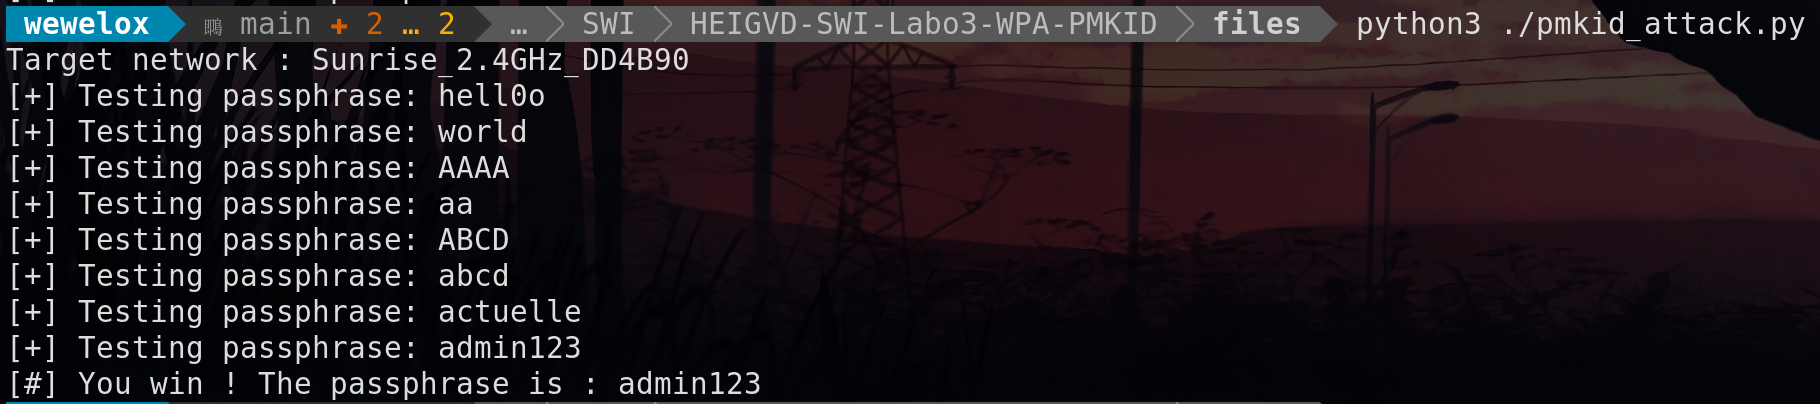 wewelox main + 2 … 2 … SWI HEIGVD-SWI-Labo3-WPA-PMKID files python3 ./pmkid_attack.py
Target network : Sunrise_2.4GHz_DD4B90
[+] Testing passphrase: hell0o
[+] Testing passphrase: world
[+] Testing passphrase: AAAA
[+] Testing passphrase: aa
[+] Testing passphrase: ABCD
[+] Testing passphrase: abcd
[+] Testing passphrase: actuelle
[+] Testing passphrase: admin123
[#] You win ! The passphrase is : admin123